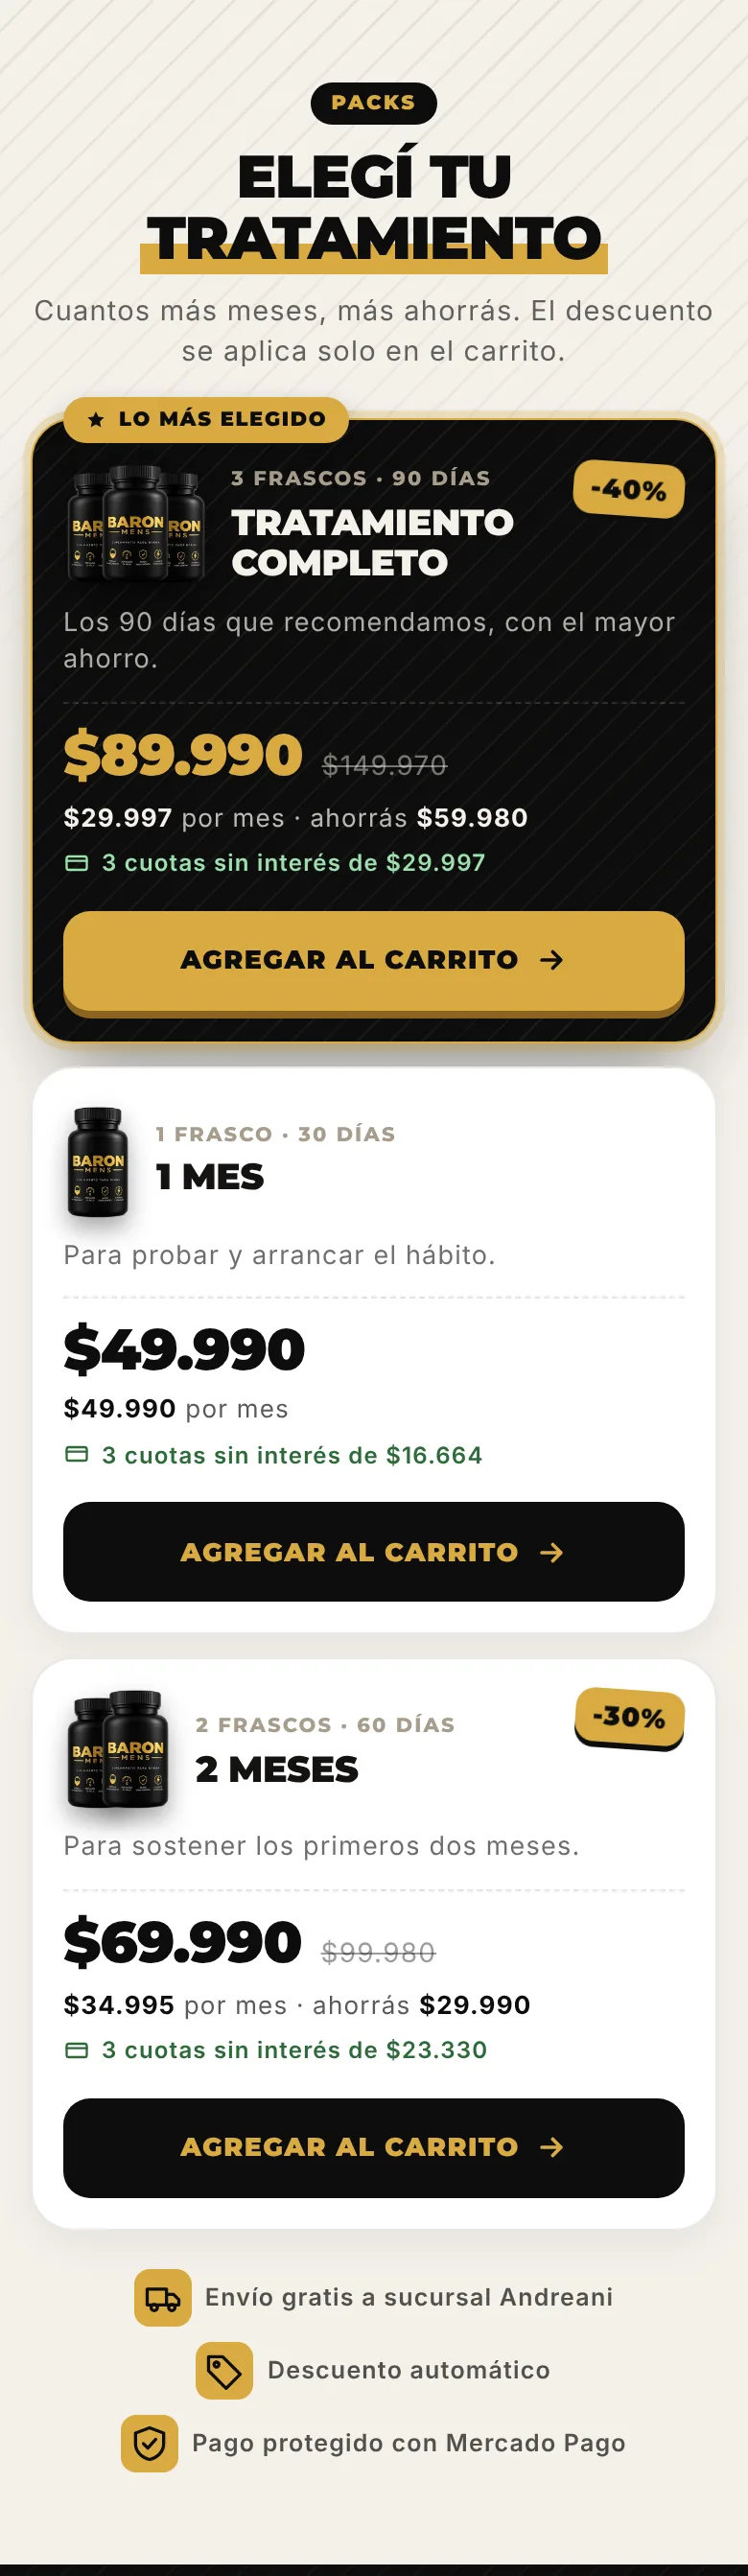 PACKS
ELEGÍ TU
TRATAMIENTO
Cuantos más meses, más ahorrás. El descuento
se aplica solo en el carrito.
★ LO MÁS ELEGIDO
BARON
MENS
3 FRASCOS · 90 DÍAS
-40%
TRATAMIENTO
COMPLETO
Los 90 días que recomendamos, con el mayor
ahorro.
$89.990 $149.970
$29.997 por mes · ahorrás $59.980
3 cuotas sin interés de $29.997
AGREGAR AL CARRITO →
BARON
MENS
1 FRASCO · 30 DÍAS
1 MES
Para probar y arrancar el hábito.
$49.990
$49.990 por mes
3 cuotas sin interés de $16.664
AGREGAR AL CARRITO →
BARON
MENS
2 FRASCOS · 60 DÍAS
-30%
2 MESES
Para sostener los primeros dos meses.
$69.990 $99.980
$34.995 por mes · ahorrás $29.990
3 cuotas sin interés de $23.330
AGREGAR AL CARRITO →
Envío gratis a sucursal Andreani
Descuento automático
Pago protegido con Mercado Pago